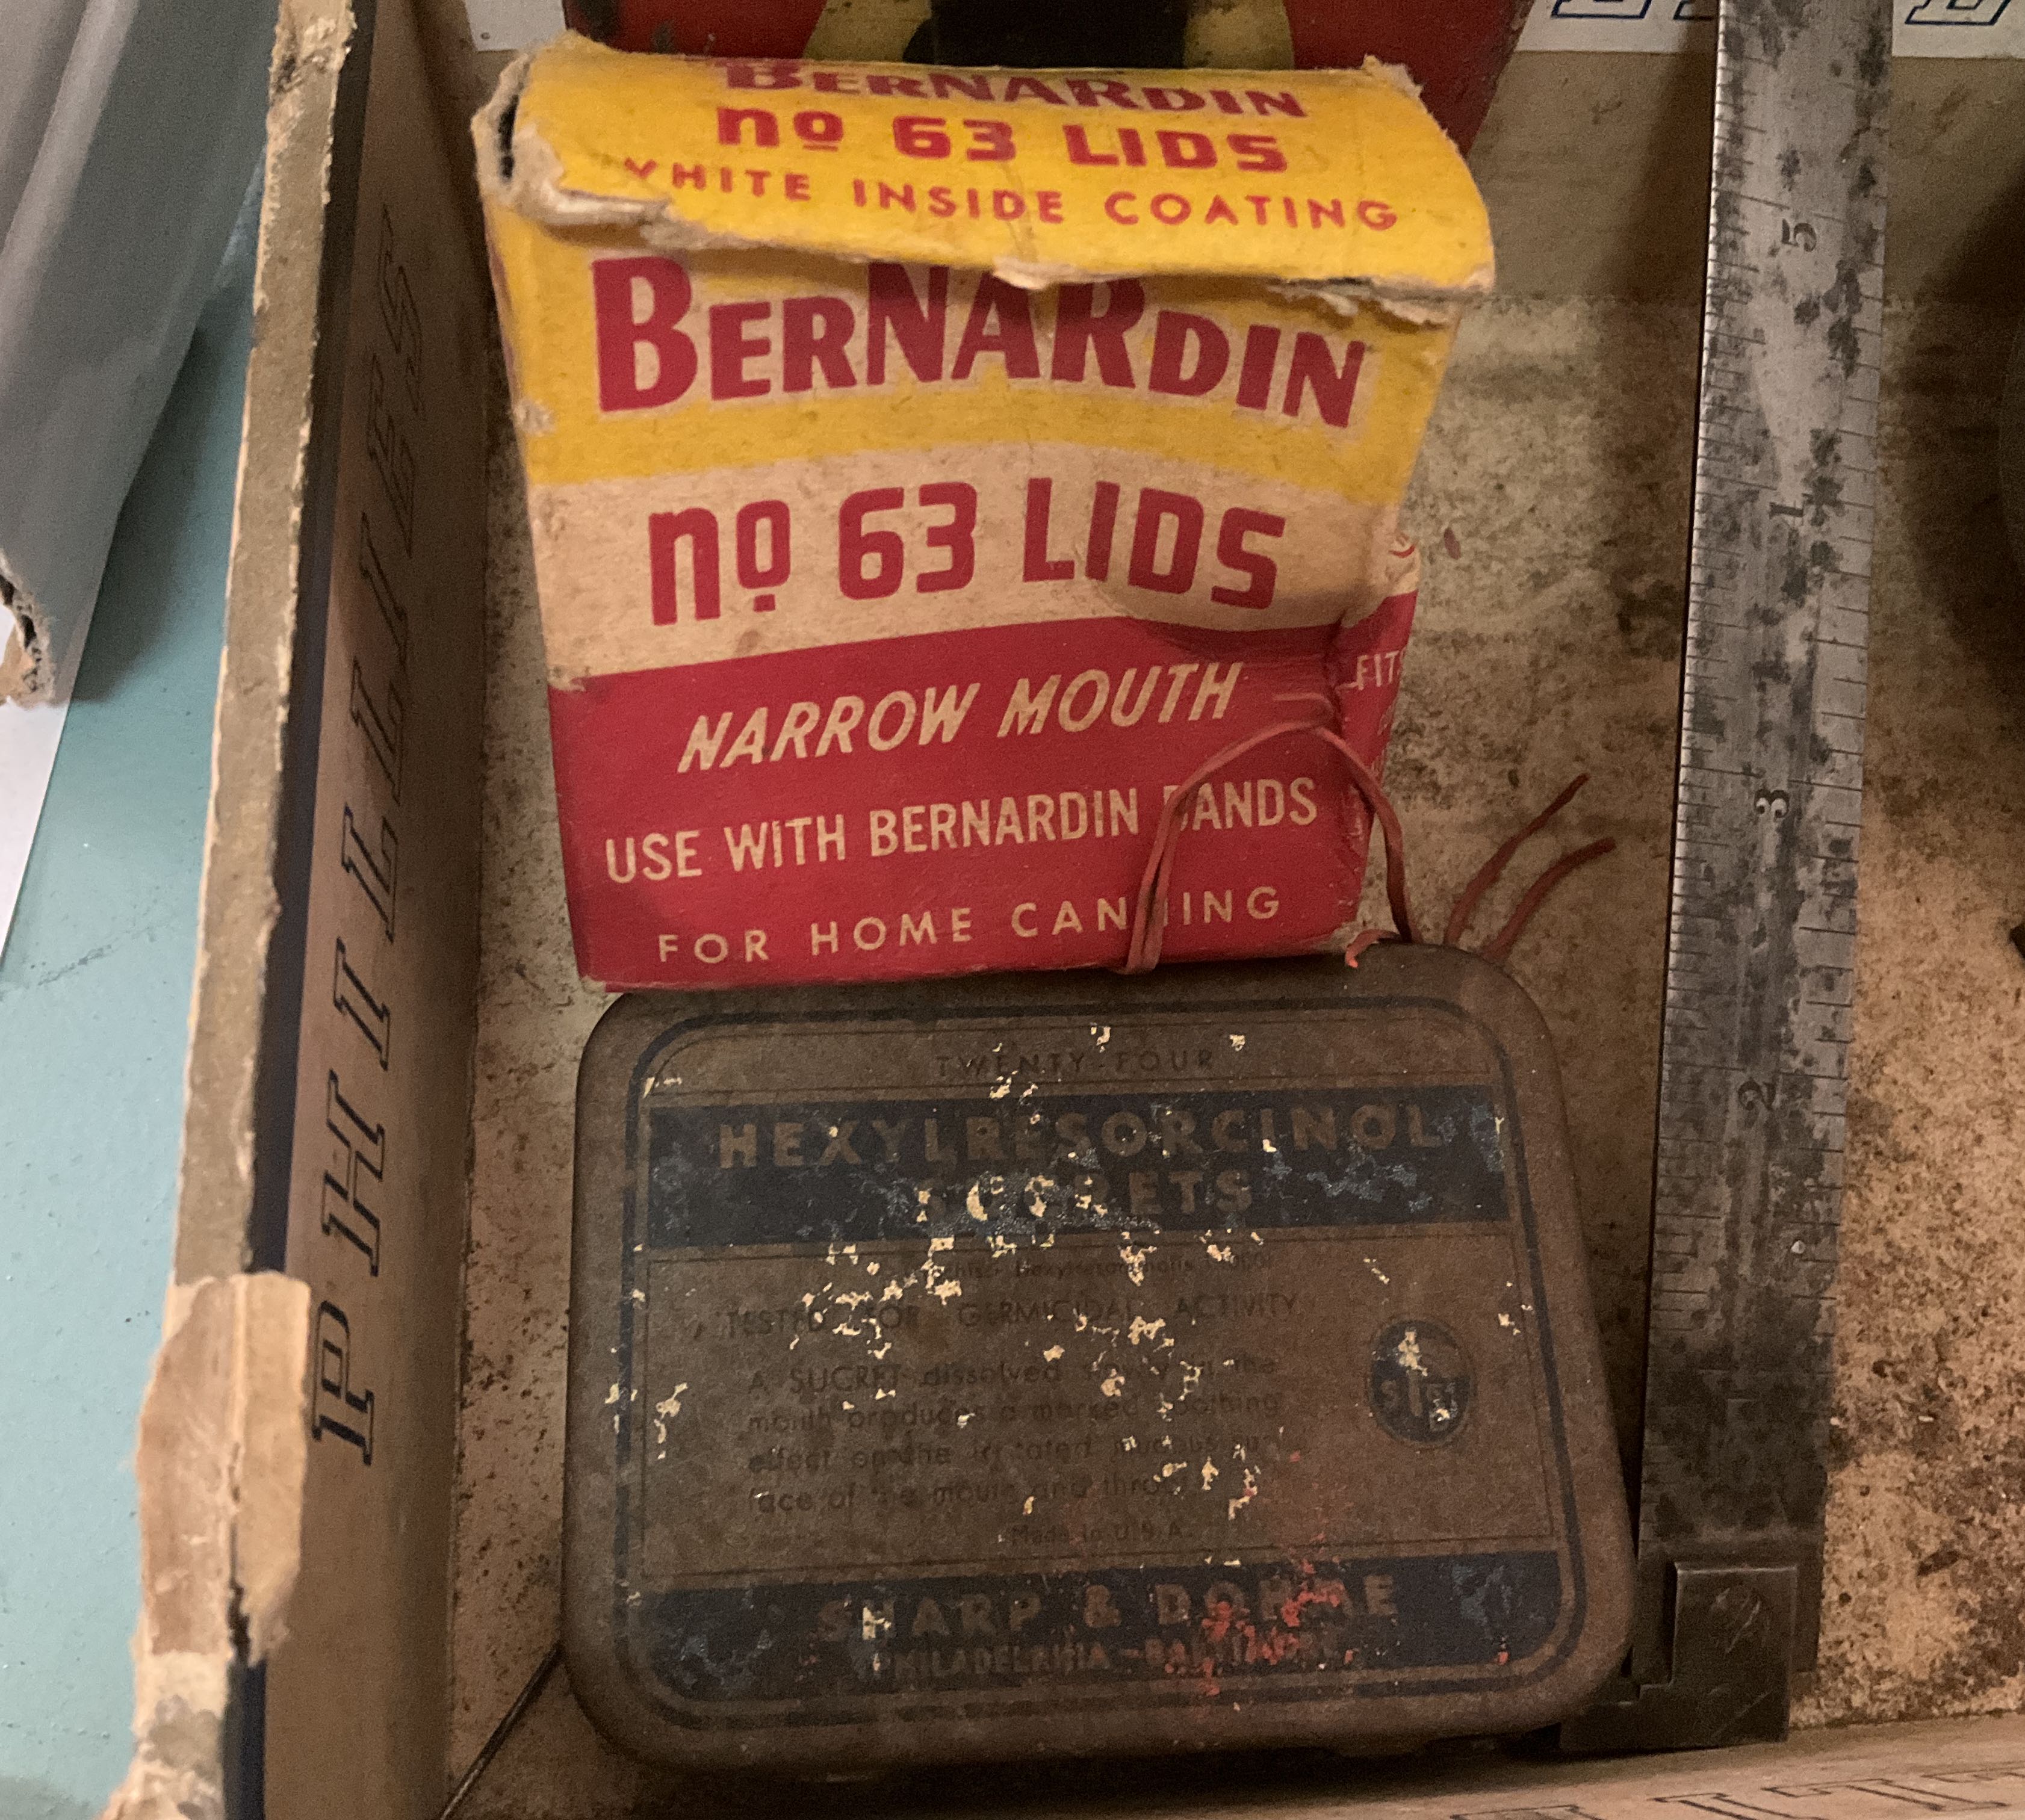 BERNARDIN
no 63 LIDS
WHITE INSIDE COATING
BERNARDIN
no 63 LIDS
NARROW MOUTH
USE WITH BERNARDIN BANDS
FOR HOME CANNING
FITS
PHILLIES
5
4
3
2
TWENTY-FOUR
HEXYLRESORCINOL
SUCRETS
TESTED FOR GERMICIDAL ACTIVITY
A SUCRET dissolved slowly in the
mouth produces a marked soothing
effect on the irritated mucous sur-
face of the mouth and throat.
Made in U.S.A.
SHARP & DOHME
PHILADELPHIA-BALTIMORE